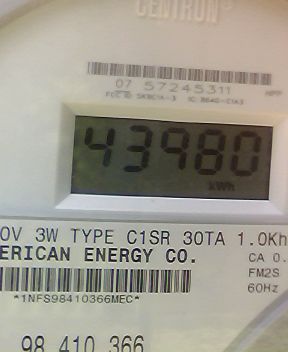 CENTRON®
07 57245311
43980
kWh
0V 3W TYPE C1SR 30TA 1.0Kh
ERICAN ENERGY CO.
CA 0.
FM2S
60Hz
*1NFS98410366MEC*
98 410 366